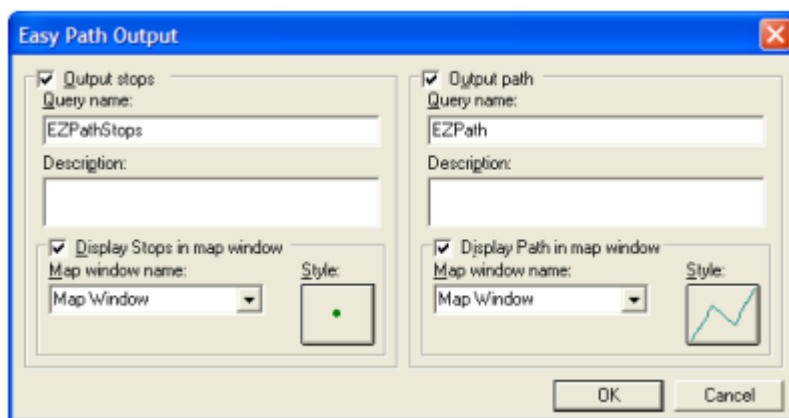 Easy Path Output
Output stops
Query name:
EZPathStops
Description:
Display Stops in map window
Map window name:
Style:
Map Window
Output path
Query name:
EZPath
Description:
Display Path in map window
Map window name:
Style:
Map Window
OK
Cancel